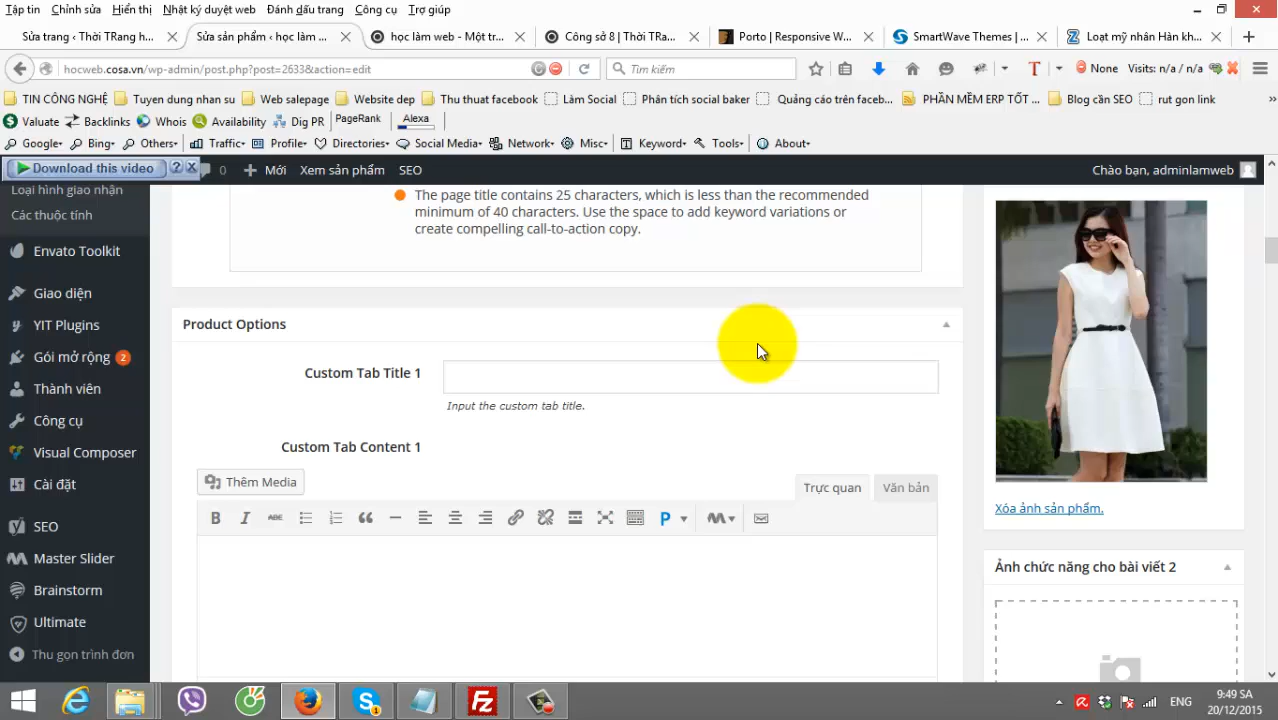 Tập tin Chỉnh sửa Hiển thị Nhật ký duyệt web Đánh dấu trang Công cụ Trợ giúp
Sửa trang ‹ Thời TRang h... Sửa sản phẩm ‹ học làm ... học làm web - Một tr... Công sở 8 | Thời TRa... Porto | Responsive W... SmartWave Themes | ... Loạt mỹ nhân Hàn kh...
hocweb.cosa.vn/wp-admin/post.php?post=2633&action=edit Tìm kiếm None Visits: n/a / n/a
TIN CÔNG NGHỆ Tuyen dung nhan su Web salepage Website dep Thu thuat facebook Làm Social Phân tích social baker Quảng cáo trên faceb... PHẦN MỀM ERP TỐT ... Blog cần SEO rut gon link
Valuate Backlinks Whois Availability Dig PR PageRank Alexa
Google Bing Others Traffic Profile Directories Social Media Network Misc Keyword Tools About
Download this video ? 0 Mới Xem sản phẩm SEO Chào bạn, adminlamweb
Loại hình giao nhận
Các thuộc tính
Envato Toolkit
Giao diện
YIT Plugins
Gói mở rộng 2
Thành viên
Công cụ
Visual Composer
Cài đặt
SEO
Master Slider
Brainstorm
Ultimate
Thu gọn trình đơn
The page title contains 25 characters, which is less than the recommended
minimum of 40 characters. Use the space to add keyword variations or
create compelling call-to-action copy.
Product Options
Custom Tab Title 1
Input the custom tab title.
Custom Tab Content 1
Thêm Media Trực quan Văn bản
B I ABC P
Xóa ảnh sản phẩm.
Ảnh chức năng cho bài viết 2
ENG 9:49 SA
20/12/2015